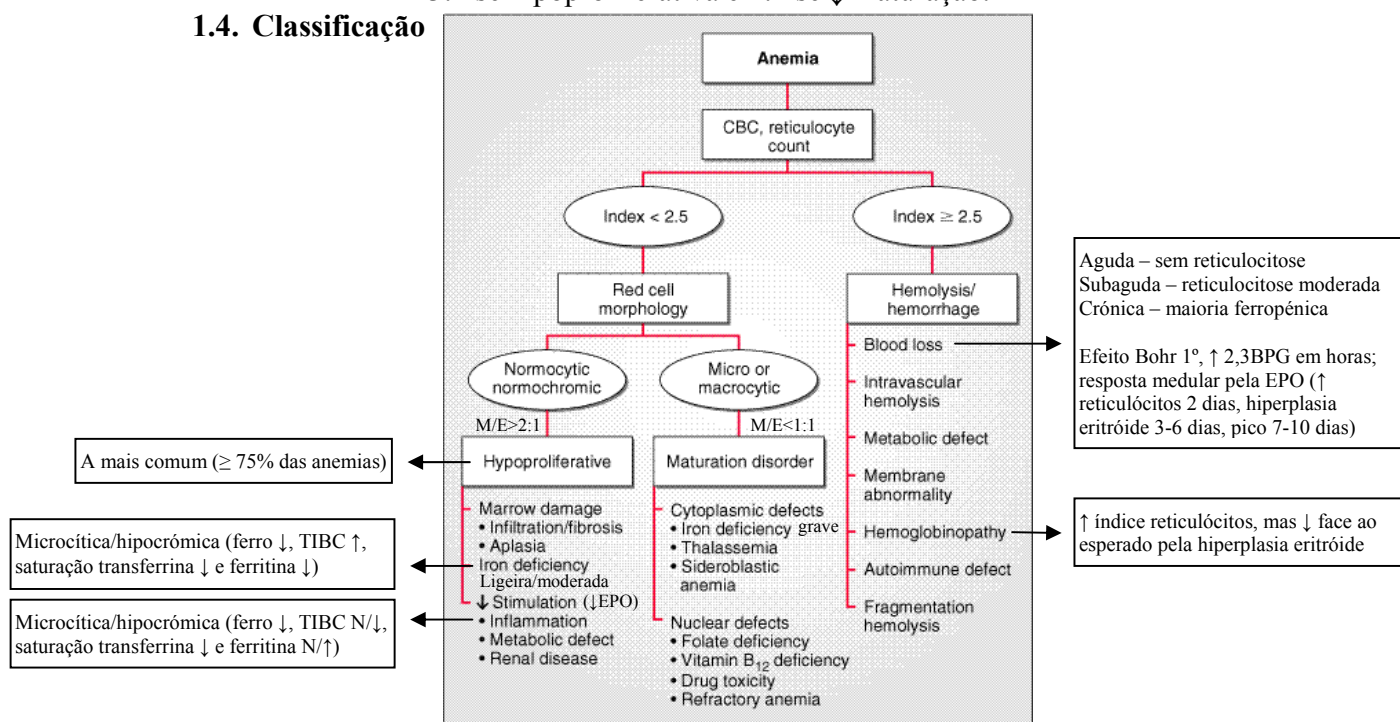 1.4. Classificação
Anemia
CBC, reticulocyte
count
Index < 2.5
Index ≥ 2.5
Red cell
morphology
Hemolysis/
hemorrhage
Normocytic
normochromic
Micro or
macrocytic
M/E>2:1
M/E<1:1
Hypoproliferative
Maturation disorder
Marrow damage
• Infiltration/fibrosis
• Aplasia
Iron deficiency
Ligeira/moderada
↓ Stimulation (↓EPO)
• Inflammation
• Metabolic defect
• Renal disease
Cytoplasmic defects
• Iron deficiency grave
• Thalassemia
• Sideroblastic
anemia
Nuclear defects
• Folate deficiency
• Vitamin B12 deficiency
• Drug toxicity
• Refractory anemia
Blood loss
Intravascular
hemolysis
Metabolic defect
Membrane
abnormality
Hemoglobinopathy
Autoimmune defect
Fragmentation
hemolysis
A mais comum (≥ 75% das anemias)
Microcítica/hipocrómica (ferro ↓, TIBC ↑,
saturação transferrina ↓ e ferritina ↓)
Microcítica/hipocrómica (ferro ↓, TIBC N/↓,
saturação transferrina ↓ e ferritina N/↑)
Aguda – sem reticulocitose
Subaguda – reticulocitose moderada
Crónica – maioria ferropénica
Efeito Bohr 1º, ↑ 2,3BPG em horas;
resposta medular pela EPO (↑
reticulócitos 2 dias, hiperplasia
eritróide 3-6 dias, pico 7-10 dias)
↑ índice reticulócitos, mas ↓ face ao
esperado pela hiperplasia eritróide